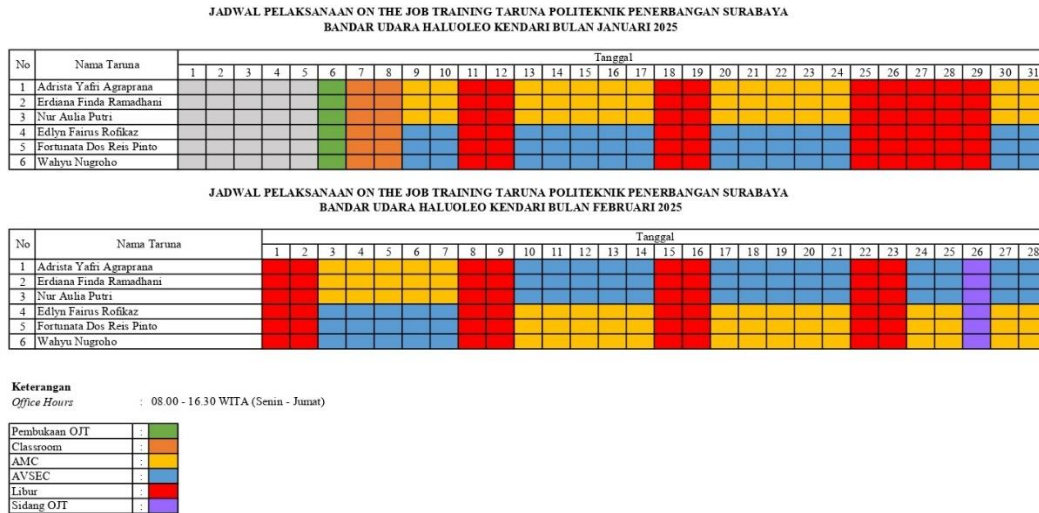 JADWAL PELAKSANAAN ON THE JOB TRAINING TARUNA POLITEKNIK PENERBANGAN SURABAYA
BANDAR UDARA HALUOLEO KENDARI BULAN JANUARI 2025
No Nama Taruna Tanggal
1 2 3 4 5 6 7 8 9 10 11 12 13 14 15 16 17 18 19 20 21 22 23 24 25 26 27 28 29 30 31
1 Adrista Yafri Agraprana
2 Erdiana Finda Ramadhani
3 Nur Aulia Putri
4 Edlyn Fairus Rofikaz
5 Fortunata Dos Reis Pinto
6 Wahyu Nugroho
JADWAL PELAKSANAAN ON THE JOB TRAINING TARUNA POLITEKNIK PENERBANGAN SURABAYA
BANDAR UDARA HALUOLEO KENDARI BULAN FEBRUARI 2025
No Nama Taruna Tanggal
1 2 3 4 5 6 7 8 9 10 11 12 13 14 15 16 17 18 19 20 21 22 23 24 25 26 27 28
1 Adrista Yafri Agraprana
2 Erdiana Finda Ramadhani
3 Nur Aulia Putri
4 Edlyn Fairus Rofikaz
5 Fortunata Dos Reis Pinto
6 Wahyu Nugroho
Keterangan
Office Hours : 08.00 - 16.30 WITA (Senin - Jumat)
Pembukaan OJT :
Classroom :
AMC :
AVSEC :
Libur :
Sidang OJT :